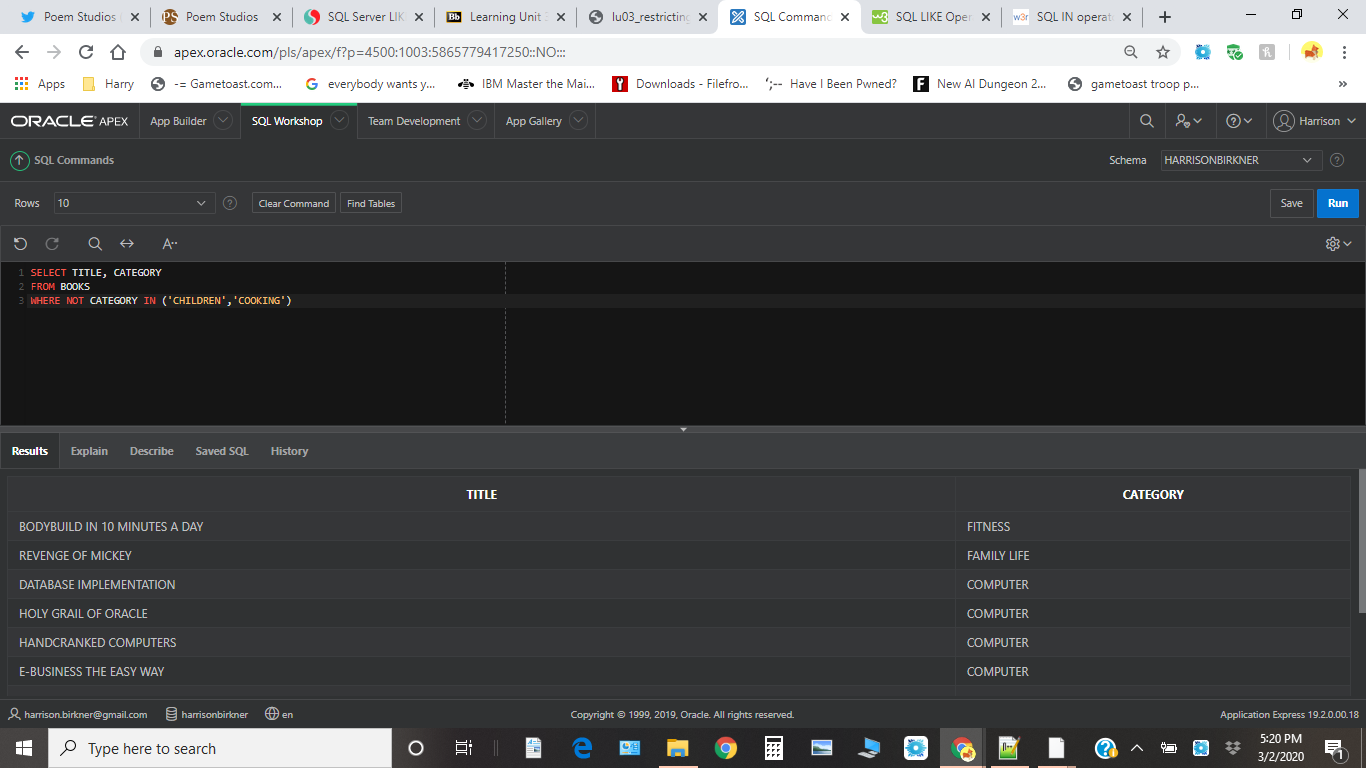 Poem Studios
Poem Studios
SQL Server LIK
Bb Learning Unit
lu03_restricting
SQL Comman
w3 SQL LIKE Oper
w3r SQL IN operat
apex.oracle.com/pls/apex/f?p=4500:1003:5865779417250::NO:::
Apps
Harry
-= Gametoast.com...
everybody wants y...
IBM Master the Mai...
Downloads - Filefro...
Have I Been Pwned?
New AI Dungeon 2...
gametoast troop p...
»
ORACLE APEX
App Builder
SQL Workshop
Team Development
App Gallery
Harrison
SQL Commands
Schema
HARRISONBIRKNER
Rows
10
Clear Command
Find Tables
Save
Run
1 SELECT TITLE, CATEGORY
2 FROM BOOKS
3 WHERE NOT CATEGORY IN ('CHILDREN','COOKING')
Results
Explain
Describe
Saved SQL
History
TITLE CATEGORY
BODYBUILD IN 10 MINUTES A DAY FITNESS
REVENGE OF MICKEY FAMILY LIFE
DATABASE IMPLEMENTATION COMPUTER
HOLY GRAIL OF ORACLE COMPUTER
HANDCRANKED COMPUTERS COMPUTER
E-BUSINESS THE EASY WAY COMPUTER
harrison.birkner@gmail.com
harrisonbirkner
en
Copyright © 1999, 2019, Oracle. All rights reserved.
Application Express 19.2.0.00.18
Type here to search
5:20 PM
3/2/2020
1